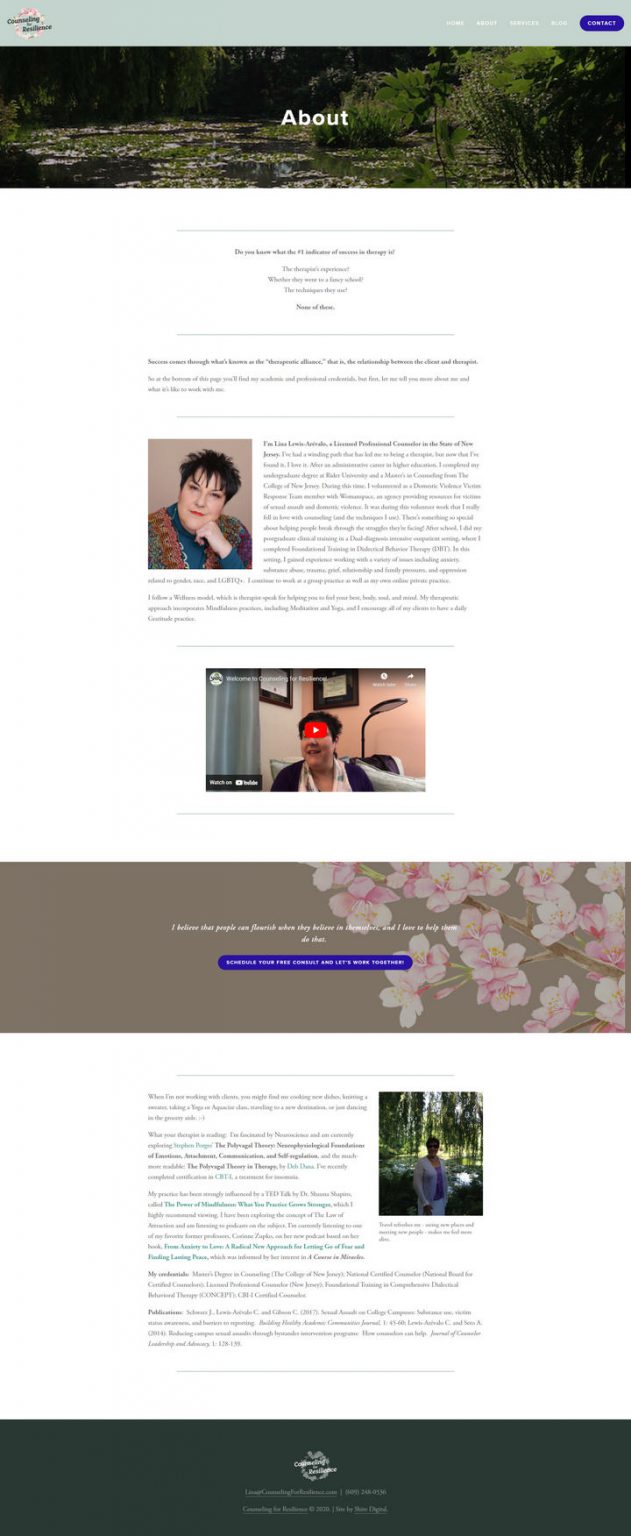 Counseling
for
Resilience
HOME ABOUT SERVICES BLOG CONTACT
About
Do you know what the #1 indicator of success in therapy is?
The therapist's experience?
Whether they went to a fancy school?
The techniques they use?
None of these.
Success comes through what's known as the "therapeutic alliance," that is, the relationship between the client and therapist.
So at the bottom of this page you'll find my academic and professional credentials, but first, let me tell you more about me and
what it's like to work with me.
I'm Lina Lewis-Arévalo, a Licensed Professional Counselor in the State of New
Jersey. I've had a winding path that has led me to being a therapist, but now that I've
found it, I love it. After an administrative career in higher education, I completed my
undergraduate degree at Rider University and a Master's in Counseling from The
College of New Jersey. During this time, I volunteered as a Domestic Violence Victim
Response Team member with Womanspace, an agency providing resources for victims
of sexual assault and domestic violence. It was during this volunteer work that I really
fell in love with counseling (and the techniques I use). There's something so special
about helping people break through the struggles they're facing! After school, I did my
postgraduate clinical training in a Dual-diagnosis intensive outpatient setting, where I
completed Foundational Training in Dialectical Behavior Therapy (DBT). In this
setting, I gained experience working with a variety of issues including anxiety,
substance abuse, trauma, grief, relationship and family pressures, and oppression
related to gender, race, and LGBTQ+. I continue to work at a group practice as well as my own online private practice.
I follow a Wellness model, which is therapist-speak for helping you to feel your best, body, soul, and mind. My therapeutic
approach incorporates Mindfulness practices, including Meditation and Yoga, and I encourage all of my clients to have a daily
Gratitude practice.
Welcome to Counseling for Resilience!
Watch later Share
Watch on YouTube
I believe that people can flourish when they believe in themselves, and I love to help them
do that.
SCHEDULE YOUR FREE CONSULT AND LET'S WORK TOGETHER!
When I'm not working with clients, you might find me cooking new dishes, knitting a
sweater, taking a Yoga or Aquacize class, traveling to a new destination, or just dancing
in the grocery aisle. :-)
What your therapist is reading: I'm fascinated by Neuroscience and am currently
exploring Stephen Porges' The Polyvagal Theory: Neurophysiological Foundations
of Emotions, Attachment, Communication, and Self-regulation, and the much-
more readable: The Polyvagal Theory in Therapy, by Deb Dana. I've recently
completed certification in CBT-I, a treatment for insomnia.
My practice has been strongly influenced by a TED Talk by Dr. Shauna Shapiro,
called The Power of Mindfulness: What You Practice Grows Stronger, which I
highly recommend viewing. I have been exploring the concept of The Law of
Attraction and am listening to podcasts on the subject. I'm currently listening to one
of my favorite former professors, Corinne Zupko, on her new podcast based on her
book, From Anxiety to Love: A Radical New Approach for Letting Go of Fear and
Finding Lasting Peace, which was informed by her interest in A Course in Miracles.
Travel refreshes me - seeing new places and
meeting new people - makes me feel more
alive.
My credentials: Master's Degree in Counseling (The College of New Jersey); National Certified Counselor (National Board for
Certified Counselors); Licensed Professional Counselor (New Jersey); Foundational Training in Comprehensive Dialectical
Behavioral Therapy (CONCEPT); CBI-I Certified Counselor
Publications: Schwarz J., Lewis-Arévalo C. and Gibson C. (2017). Sexual Assault on College Campuses: Substance use, victim
status awareness, and barriers to reporting. Building Healthy Academic Communities Journal, 1: 45-60; Lewis-Arévalo C. and Seto A.
(2014). Reducing campus sexual assaults through bystander intervention programs: How counselors can help. Journal of Counselor
Leadership and Advocacy, 1: 128-139.
Counseling
for
Resilience
Lina@CounselingForResilience.com | (609) 248-0536
Counseling for Resilience © 2020. | Site by Shire Digital.